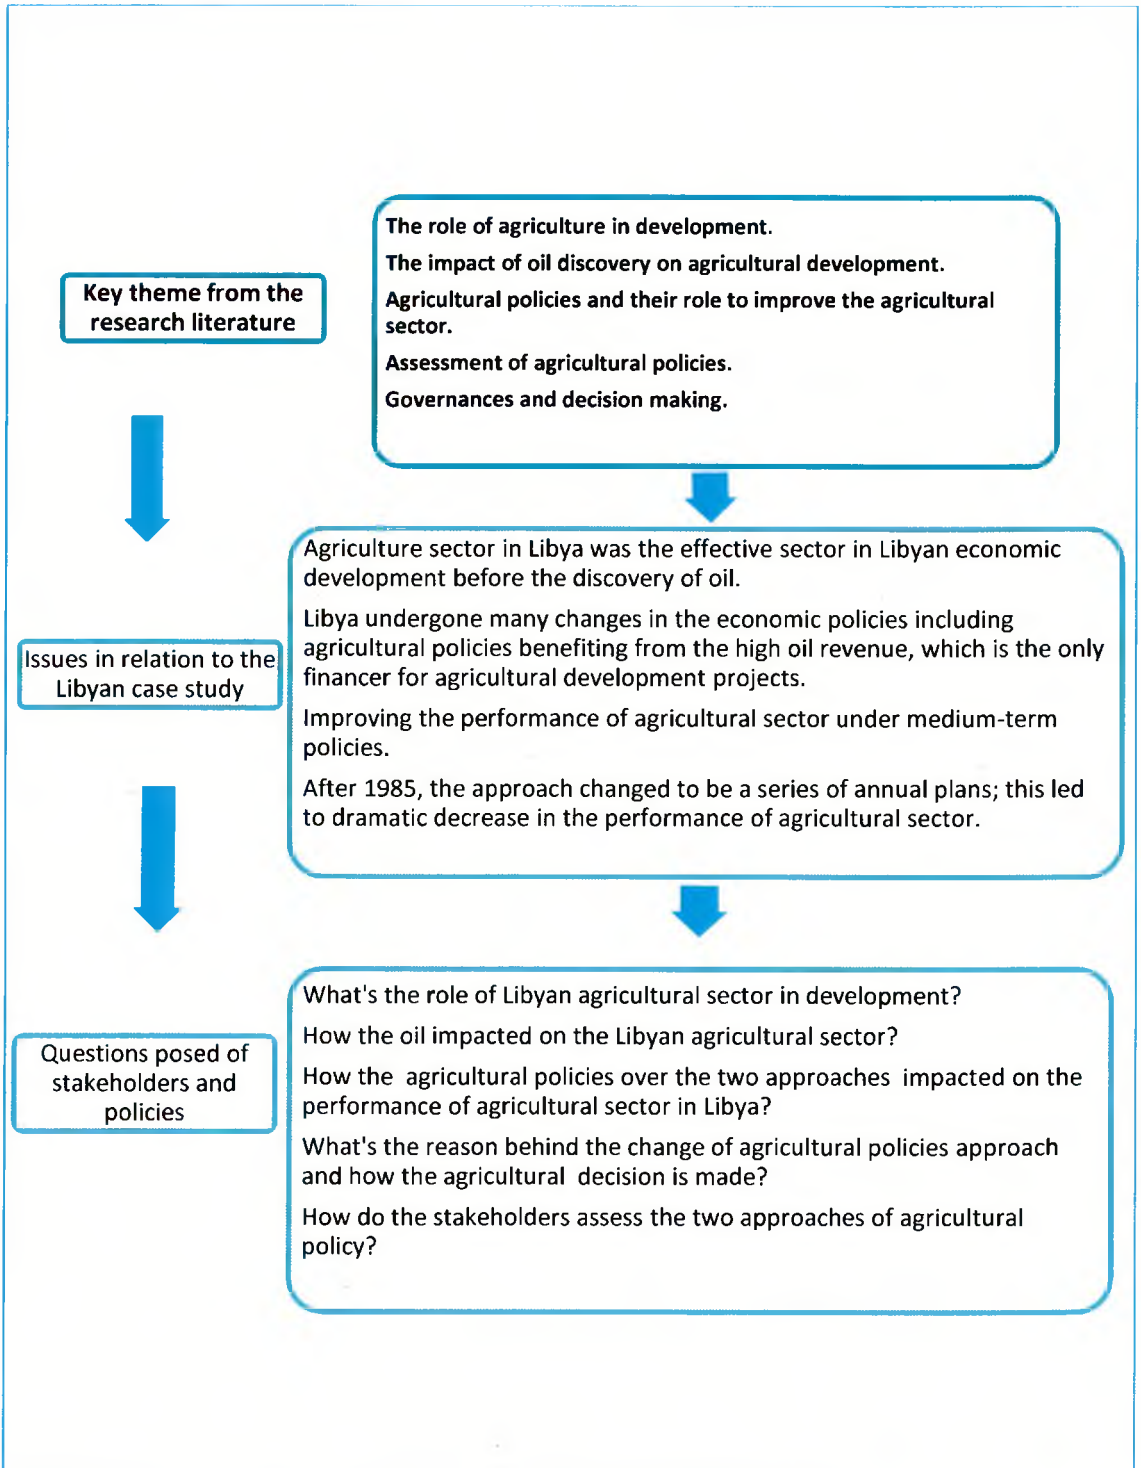 Key theme from the
research literature
The role of agriculture in development.
The impact of oil discovery on agricultural development.
Agricultural policies and their role to improve the agricultural
sector.
Assessment of agricultural policies.
Governances and decision making.
Issues in relation to the
Libyan case study
Agriculture sector in Libya was the effective sector in Libyan economic
development before the discovery of oil.
Libya undergone many changes in the economic policies including
agricultural policies benefiting from the high oil revenue, which is the only
financer for agricultural development projects.
Improving the performance of agricultural sector under medium-term
policies.
After 1985, the approach changed to be a series of annual plans; this led
to dramatic decrease in the performance of agricultural sector.
Questions posed of
stakeholders and
policies
What's the role of Libyan agricultural sector in development?
How the oil impacted on the Libyan agricultural sector?
How the agricultural policies over the two approaches impacted on the
performance of agricultural sector in Libya?
What's the reason behind the change of agricultural policies approach
and how the agricultural decision is made?
How do the stakeholders assess the two approaches of agricultural
policy?